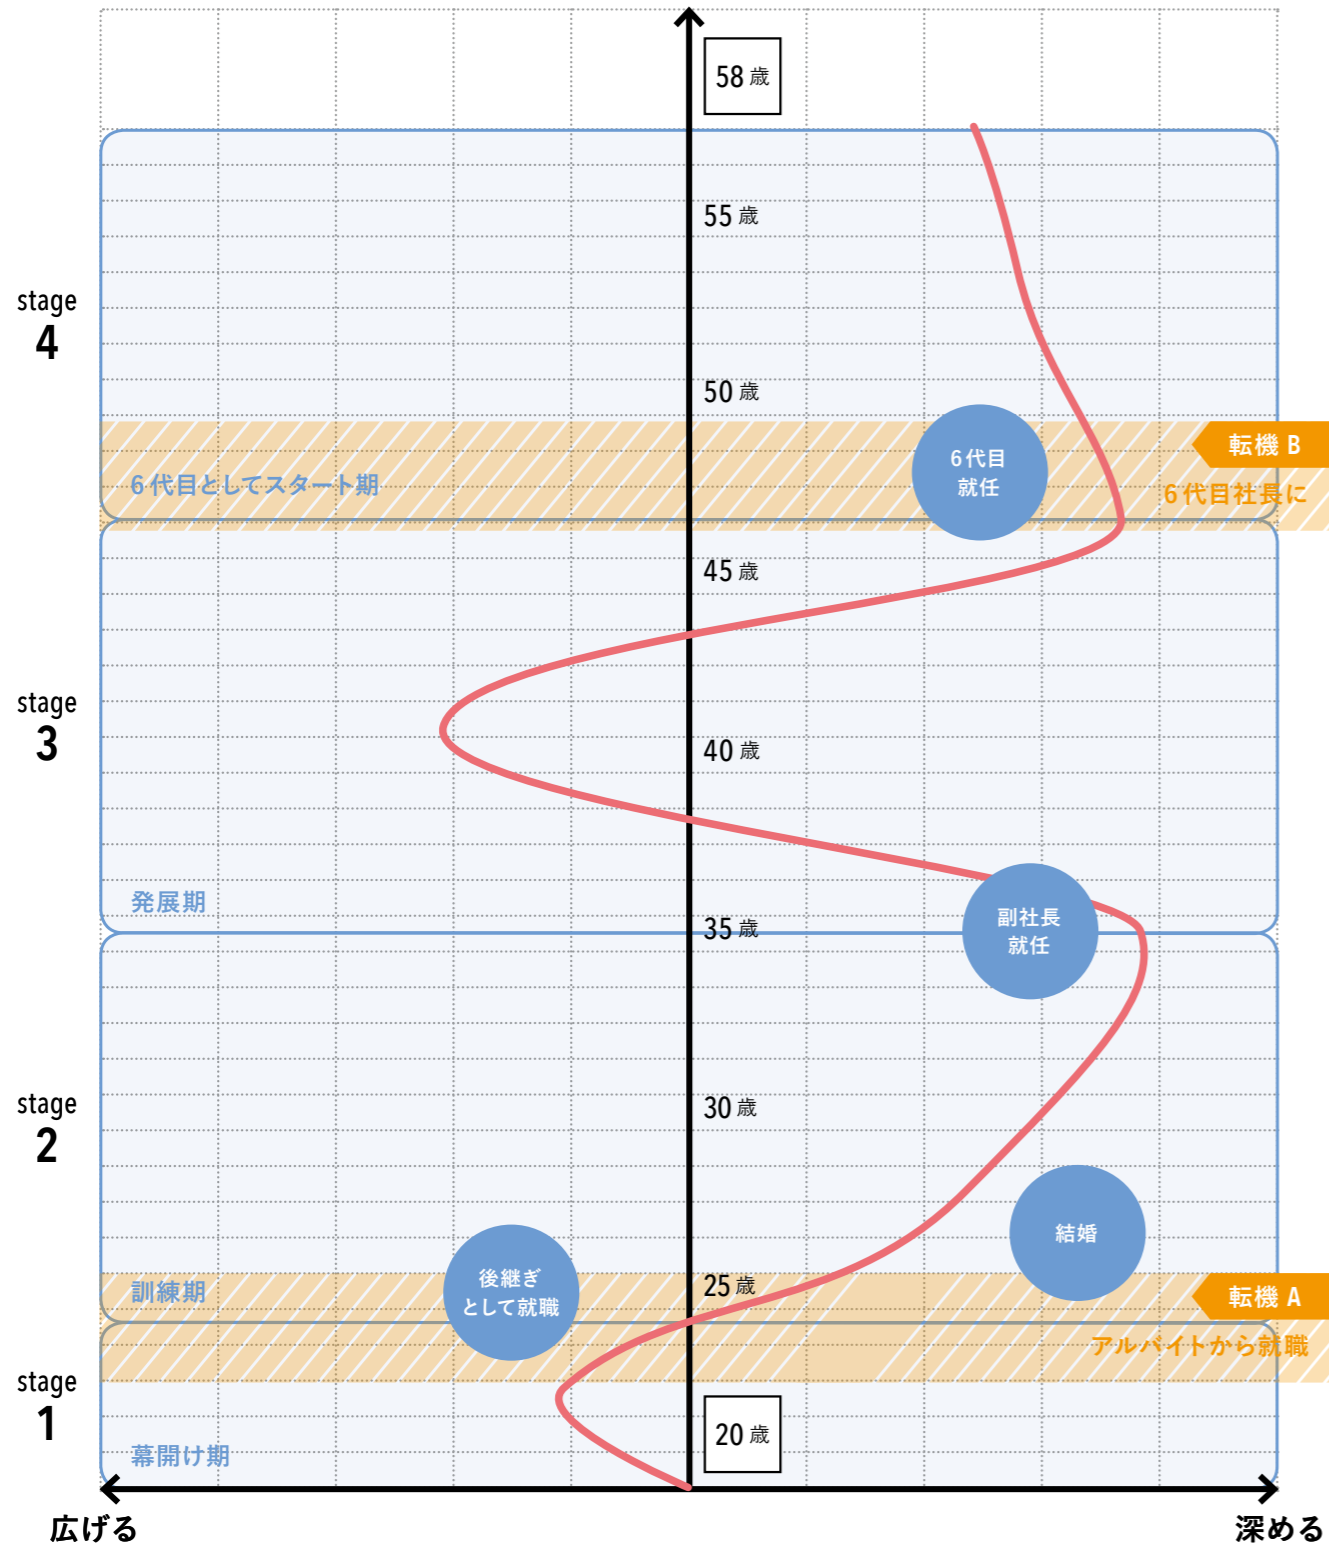 58 歳
55 歳
stage
4
50 歳
6代目
就任
転機 B
6代目としてスタート期
6代目社長に
45 歳
stage
3
40 歳
発展期
副社長
就任
35 歳
stage
2
30 歳
結婚
後継ぎ
として就職
訓練期
25 歳
転機 A
アルバイトから就職
stage
1
20 歳
幕開け期
広げる
深める